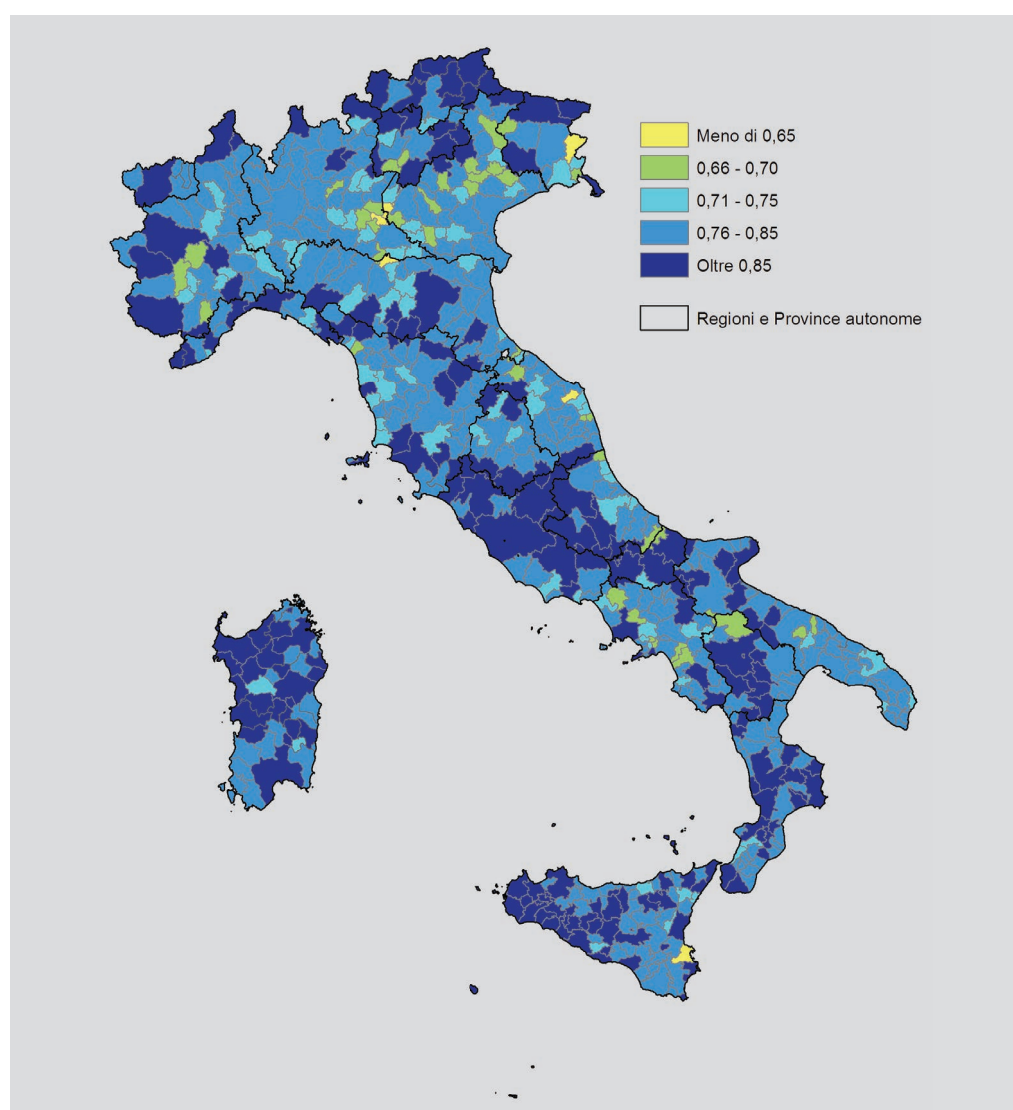 Meno di 0,65
0,66 - 0,70
0,71 - 0,75
0,76 - 0,85
Oltre 0,85
Regioni e Province autonome